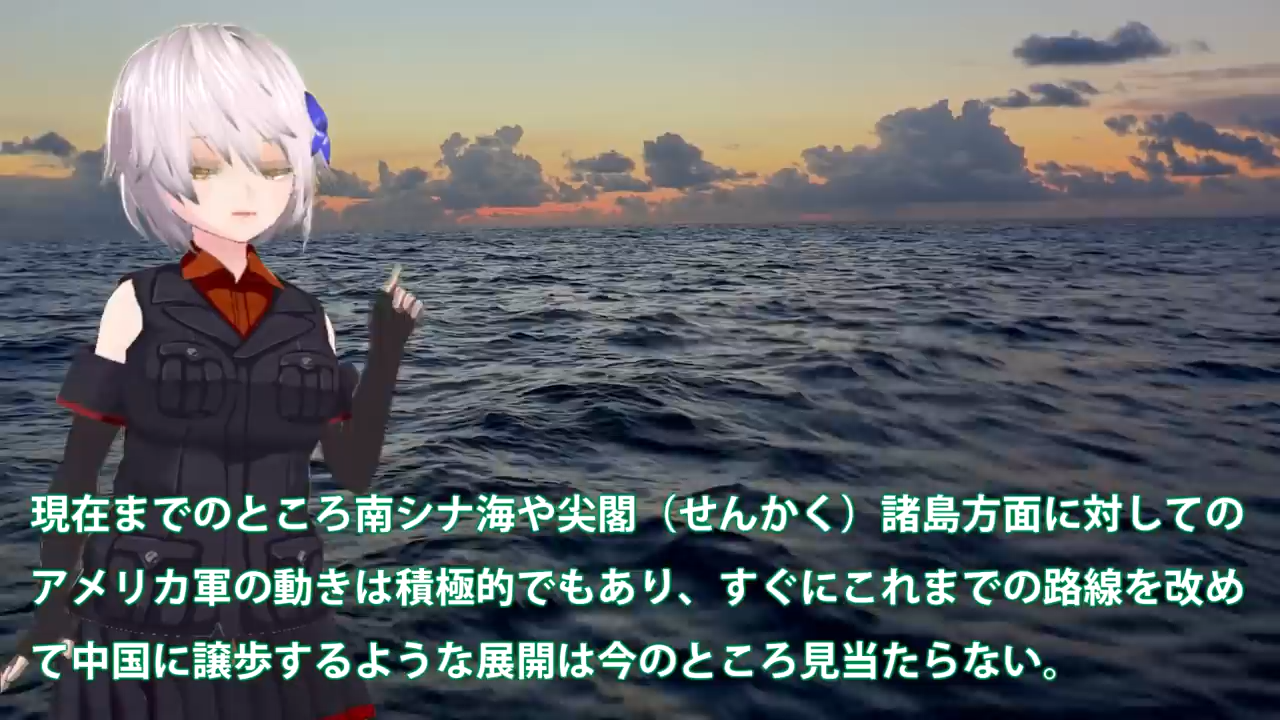 現在までのところ南シナ海や尖閣（せんかく）諸島方面に対しての
アメリカ軍の動きは積極的でもあり、すぐにこれまでの路線を改め
て中国に譲歩するような展開は今のところ見当たらない。